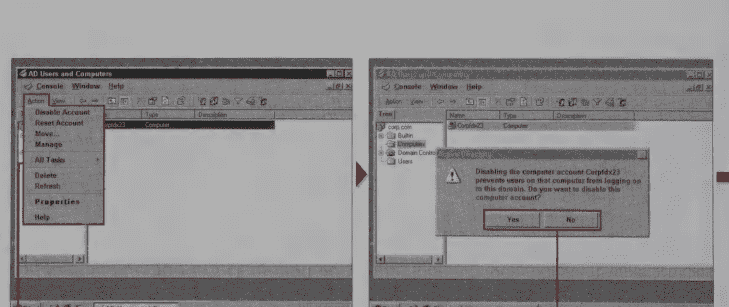 AD Users and Computers
Console Window Help
Action View
Disable Account
Reset Account
Move...
Manage
All Tasks
Delete
Refresh
Properties
Help
Type Description
Computer
Console Window Help
Action View
Tree
Name Type Description
corp.com
Builtin
Computers
Domain Contro
Users
Corpfdx23 Computer
Disabling the computer account Corpfdx23
prevents users on that computer from logging on
to this domain. Do you want to disable this
computer account?
Yes No